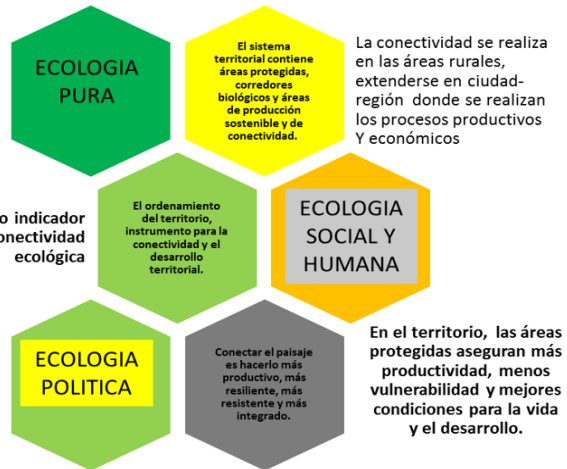 ECOLOGIA
PURA
El sistema
territorial contiene
áreas protegidas,
corredores
biológicos y áreas
de producción
sostenible y de
conectividad.
La conectividad se realiza
en las áreas rurales,
extenderse en ciudad-
región donde se realizan
los procesos productivos
Y económicos
o indicador
onectividad
ecológica
El ordenamiento
del territorio,
instrumento para la
conectividad y el
desarrollo
territorial.
ECOLOGIA
SOCIAL Y
HUMANA
ECOLOGIA
POLITICA
Conectar el paisaje
es hacerlo más
productivo, más
resiliente, más
resistente y más
integrado.
En el territorio, las áreas
protegidas aseguran más
productividad, menos
vulnerabilidad y mejores
condiciones para la vida
y el desarrollo.